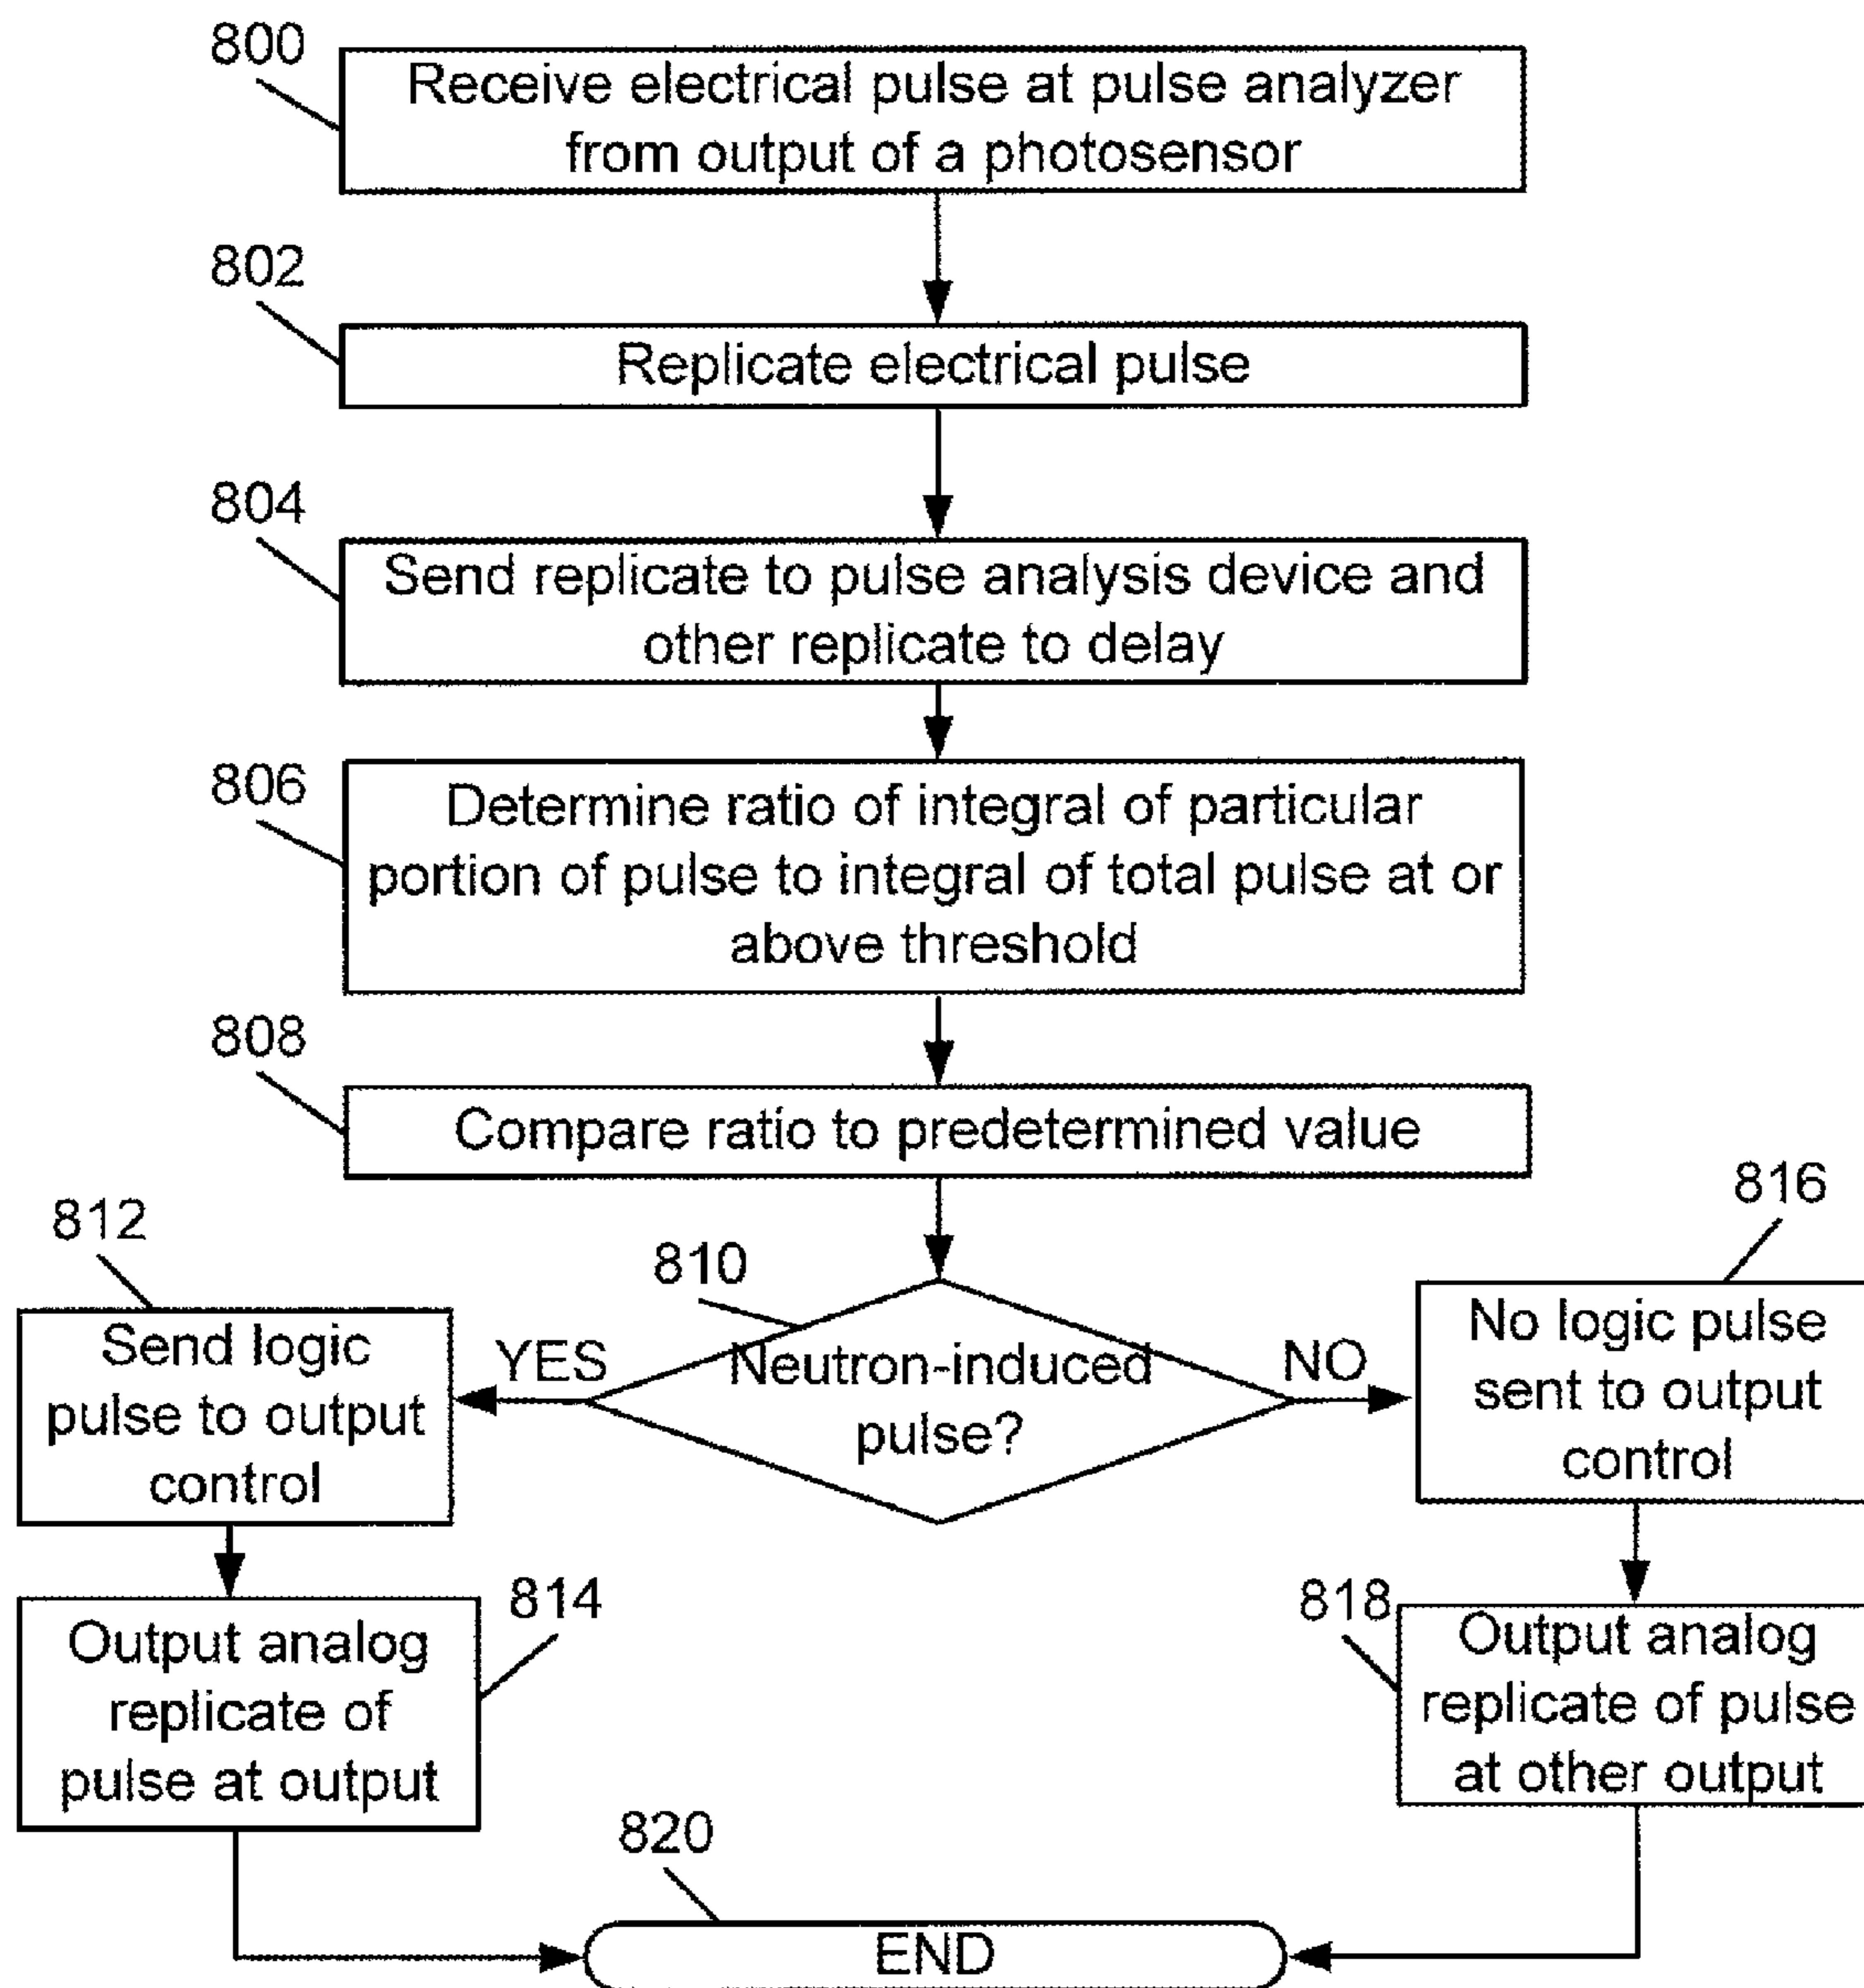 800
Receive electrical pulse at pulse analyzer
from output of a photosensor
802
Replicate electrical pulse
804
Send replicate to pulse analysis device and
other replicate to delay
806
Determine ratio of integral of particular
portion of pulse to integral of total pulse at or
above threshold
808
Compare ratio to predetermined value
810
Neutron-induced
pulse?
YES
NO
812
Send logic
pulse to output
control
816
No logic pulse
sent to output
control
814
Output analog
replicate of
pulse at output
818
Output analog
replicate of pulse
at other output
820
END